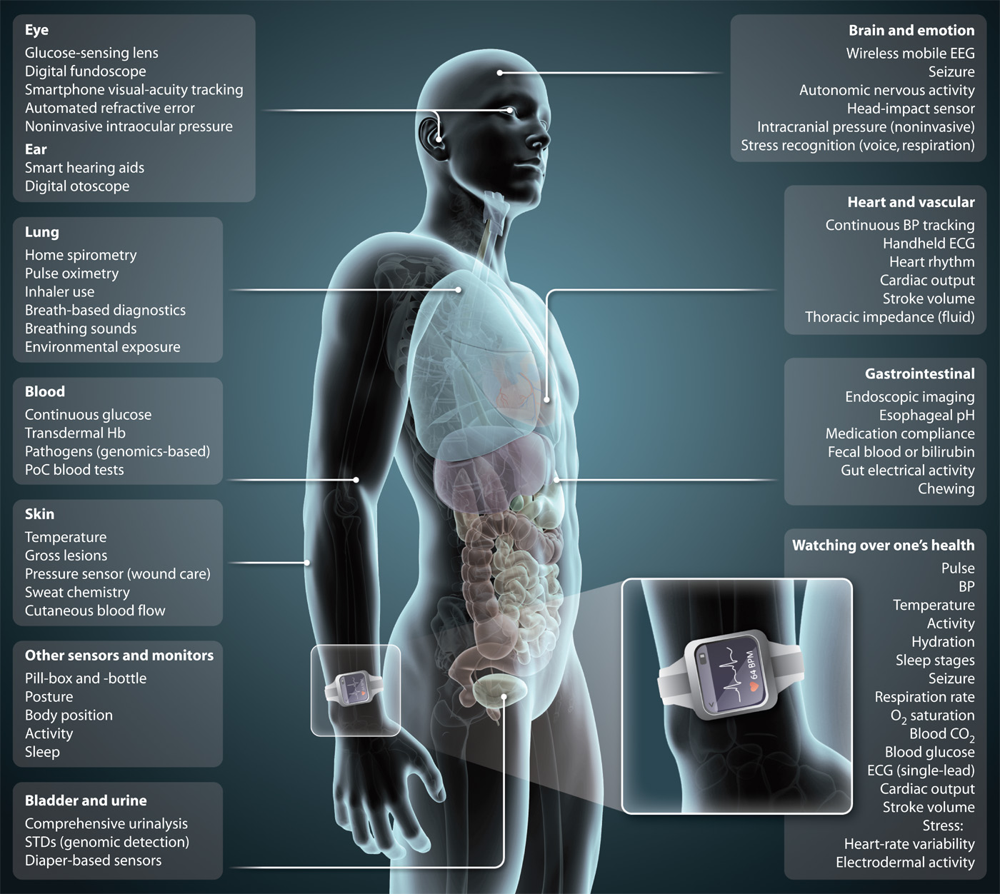 Eye
Glucose-sensing lens
Digital fundoscope
Smartphone visual-acuity tracking
Automated refractive error
Noninvasive intraocular pressure
Ear
Smart hearing aids
Digital otoscope
Lung
Home spirometry
Pulse oximetry
Inhaler use
Breath-based diagnostics
Breathing sounds
Environmental exposure
Blood
Continuous glucose
Transdermal Hb
Pathogens (genomics-based)
PoC blood tests
Skin
Temperature
Gross lesions
Pressure sensor (wound care)
Sweat chemistry
Cutaneous blood flow
Other sensors and monitors
Pill-box and -bottle
Posture
Body position
Activity
Sleep
Bladder and urine
Comprehensive urinalysis
STDs (genomic detection)
Diaper-based sensors
Brain and emotion
Wireless mobile EEG
Seizure
Autonomic nervous activity
Head-impact sensor
Intracranial pressure (noninvasive)
Stress recognition (voice, respiration)
Heart and vascular
Continuous BP tracking
Handheld ECG
Heart rhythm
Cardiac output
Stroke volume
Thoracic impedance (fluid)
Gastrointestinal
Endoscopic imaging
Esophageal pH
Medication compliance
Fecal blood or bilirubin
Gut electrical activity
Chewing
Watching over one's health
Pulse
BP
Temperature
Activity
Hydration
Sleep stages
Seizure
Respiration rate
O₂ saturation
Blood CO₂
Blood glucose
ECG (single-lead)
Cardiac output
Stroke volume
Stress:
Heart-rate variability
Electrodermal activity
64 BPM